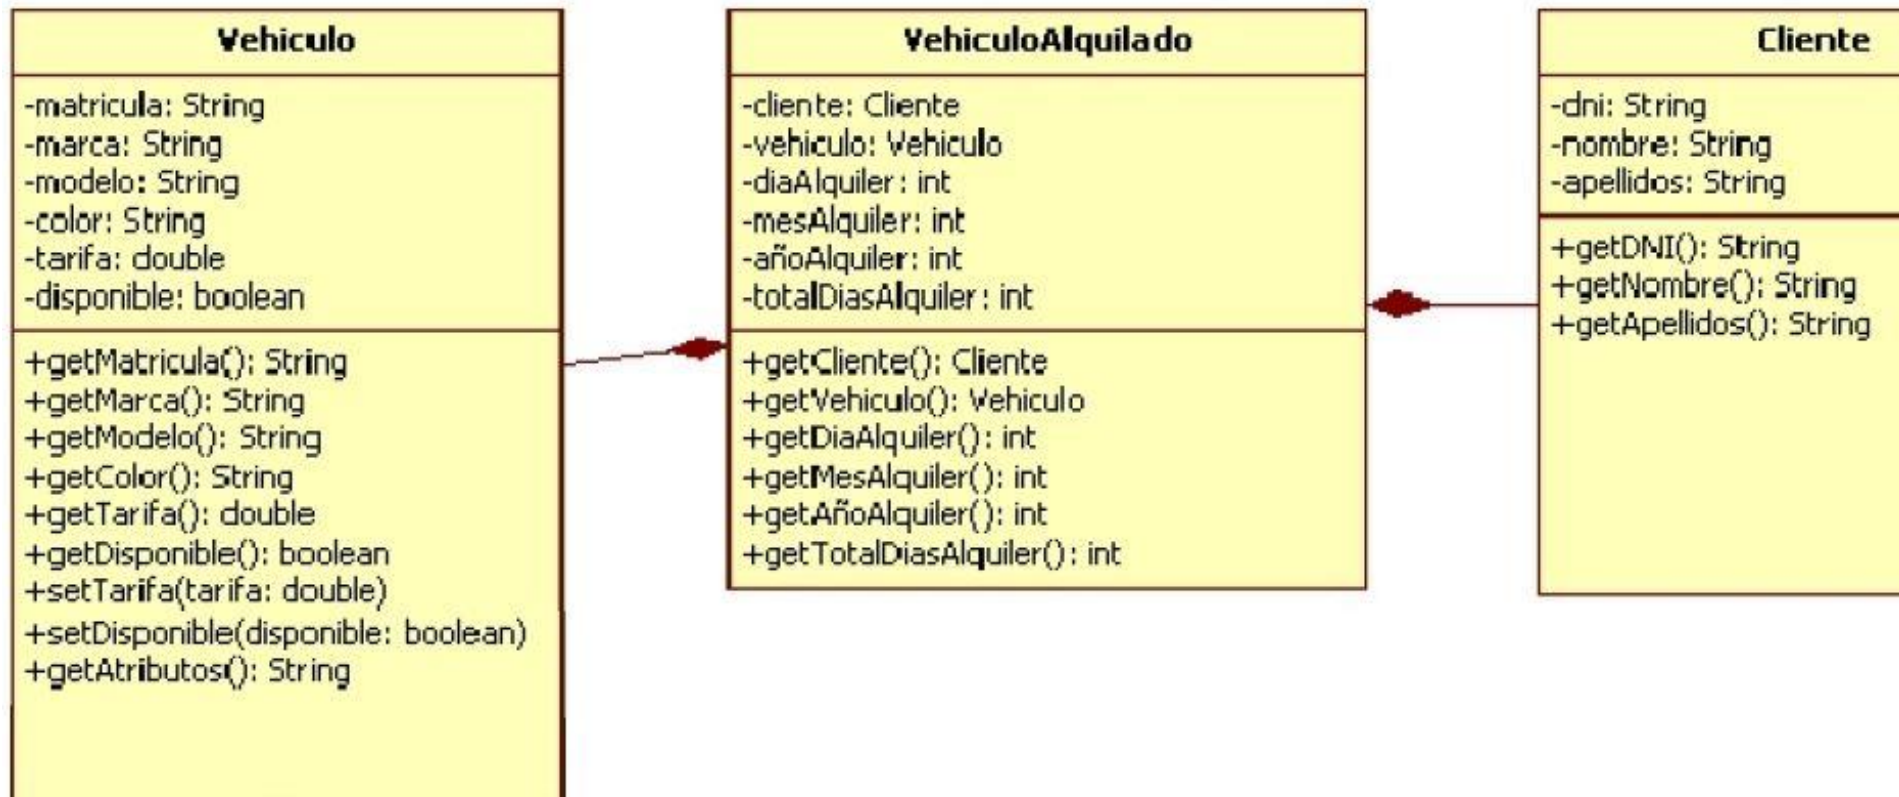 Vehiculo
-matricula: String
-marca: String
-modelo: String
-color: String
-tarifa: double
-disponible: boolean
+getMatricula(): String
+getMarca(): String
+getModelo(): String
+getColor(): String
+getTarifa(): double
+getDisponible(): boolean
+setTarifa(tarifa: double)
+setDisponible(disponible: boolean)
+getAtributos(): String
VehiculoAlquilado
-cliente: Cliente
-vehiculo: Vehiculo
-diaAlquiler: int
-mesAlquiler: int
-añoAlquiler: int
-totalDiasAlquiler: int
+getCliente(): Cliente
+getVehiculo(): Vehiculo
+getDiaAlquiler(): int
+getMesAlquiler(): int
+getAñoAlquiler(): int
+getTotalDiasAlquiler(): int
Cliente
-dni: String
-nombre: String
-apellidos: String
+getDNI(): String
+getNombre(): String
+getApellidos(): String